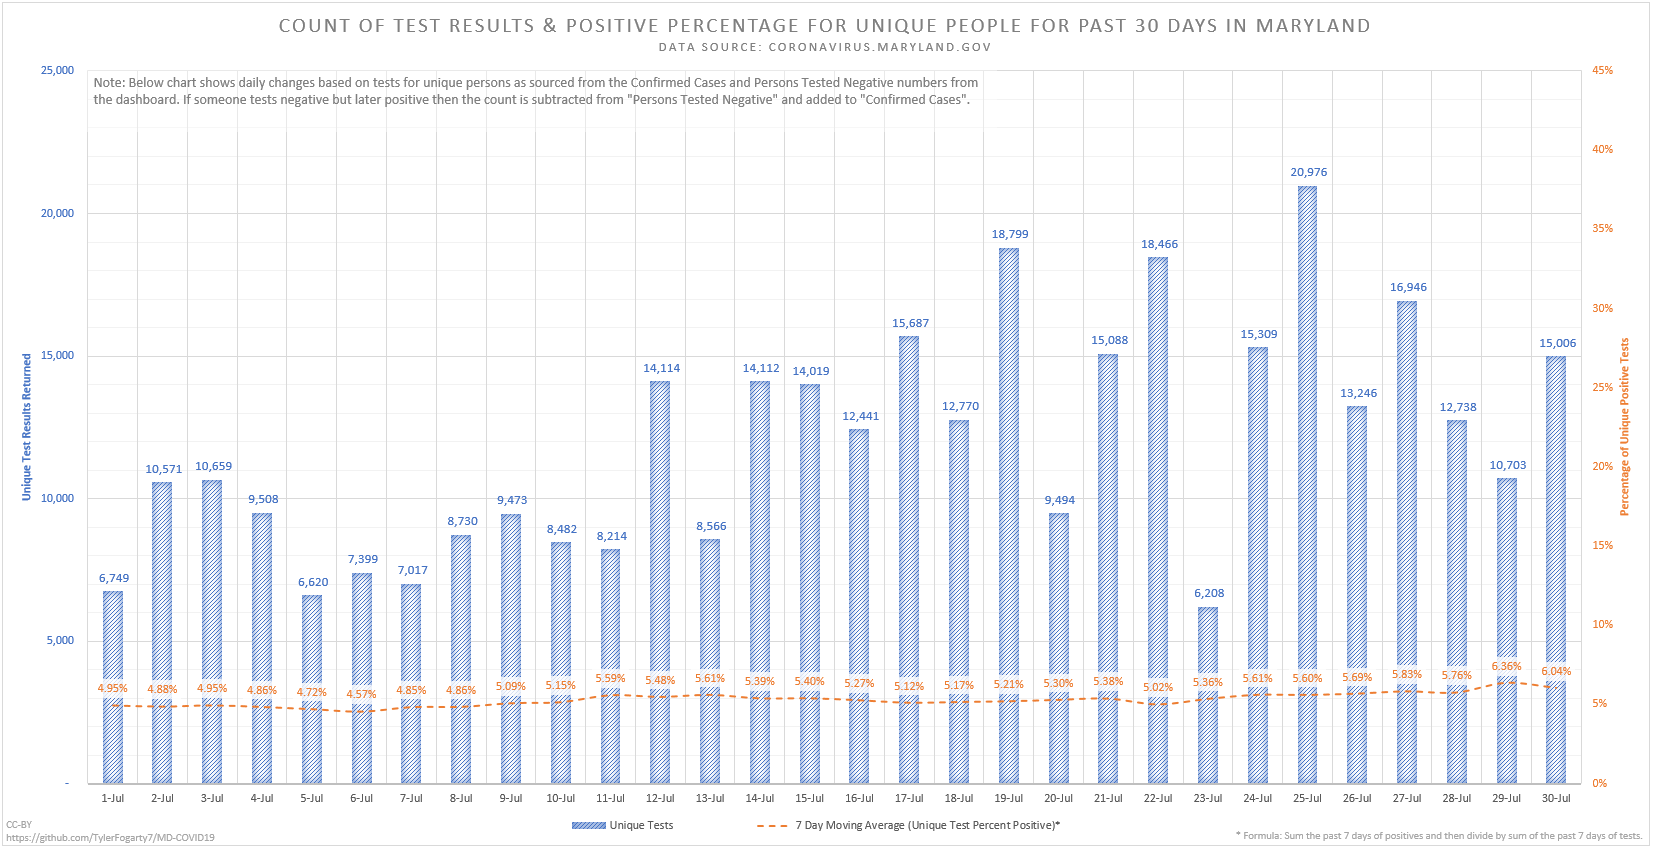 COUNT OF TEST RESULTS & POSITIVE PERCENTAGE FOR UNIQUE PEOPLE FOR PAST 30 DAYS IN MARYLAND
DATA SOURCE: CORONAVIRUS.MARYLAND.GOV
Note: Below chart shows daily changes based on tests for unique persons as sourced from the Confirmed Cases and Persons Tested Negative numbers from
the dashboard. If someone tests negative but later positive then the count is subtracted from "Persons Tested Negative" and added to "Confirmed Cases".
Unique Test Results Returned
25,000
20,000
15,000
10,000
5,000
-
6,749 10,571 10,659 9,508 6,620 7,399 7,017 8,730 9,473 8,482 8,214 14,114 8,566 14,112 14,019 12,441 15,687 12,770 18,799 9,494 15,088 18,466 6,208 15,309 20,976 13,246 16,946 12,738 10,703 15,006
4.95% 4.88% 4.95% 4.86% 4.72% 4.57% 4.85% 4.86% 5.09% 5.15% 5.59% 5.48% 5.61% 5.39% 5.40% 5.27% 5.12% 5.17% 5.21% 5.30% 5.38% 5.02% 5.36% 5.61% 5.60% 5.69% 5.83% 5.76% 6.36% 6.04%
1-Jul 2-Jul 3-Jul 4-Jul 5-Jul 6-Jul 7-Jul 8-Jul 9-Jul 10-Jul 11-Jul 12-Jul 13-Jul 14-Jul 15-Jul 16-Jul 17-Jul 18-Jul 19-Jul 20-Jul 21-Jul 22-Jul 23-Jul 24-Jul 25-Jul 26-Jul 27-Jul 28-Jul 29-Jul 30-Jul
45%
40%
35%
30%
25%
20%
15%
10%
5%
0%
Percentage of Unique Positive Tests
Unique Tests
7 Day Moving Average (Unique Test Percent Positive)*
CC-BY
https://github.com/TylerFogarty7/MD-COVID19
* Formula: Sum the past 7 days of positives and then divide by sum of the past 7 days of tests.